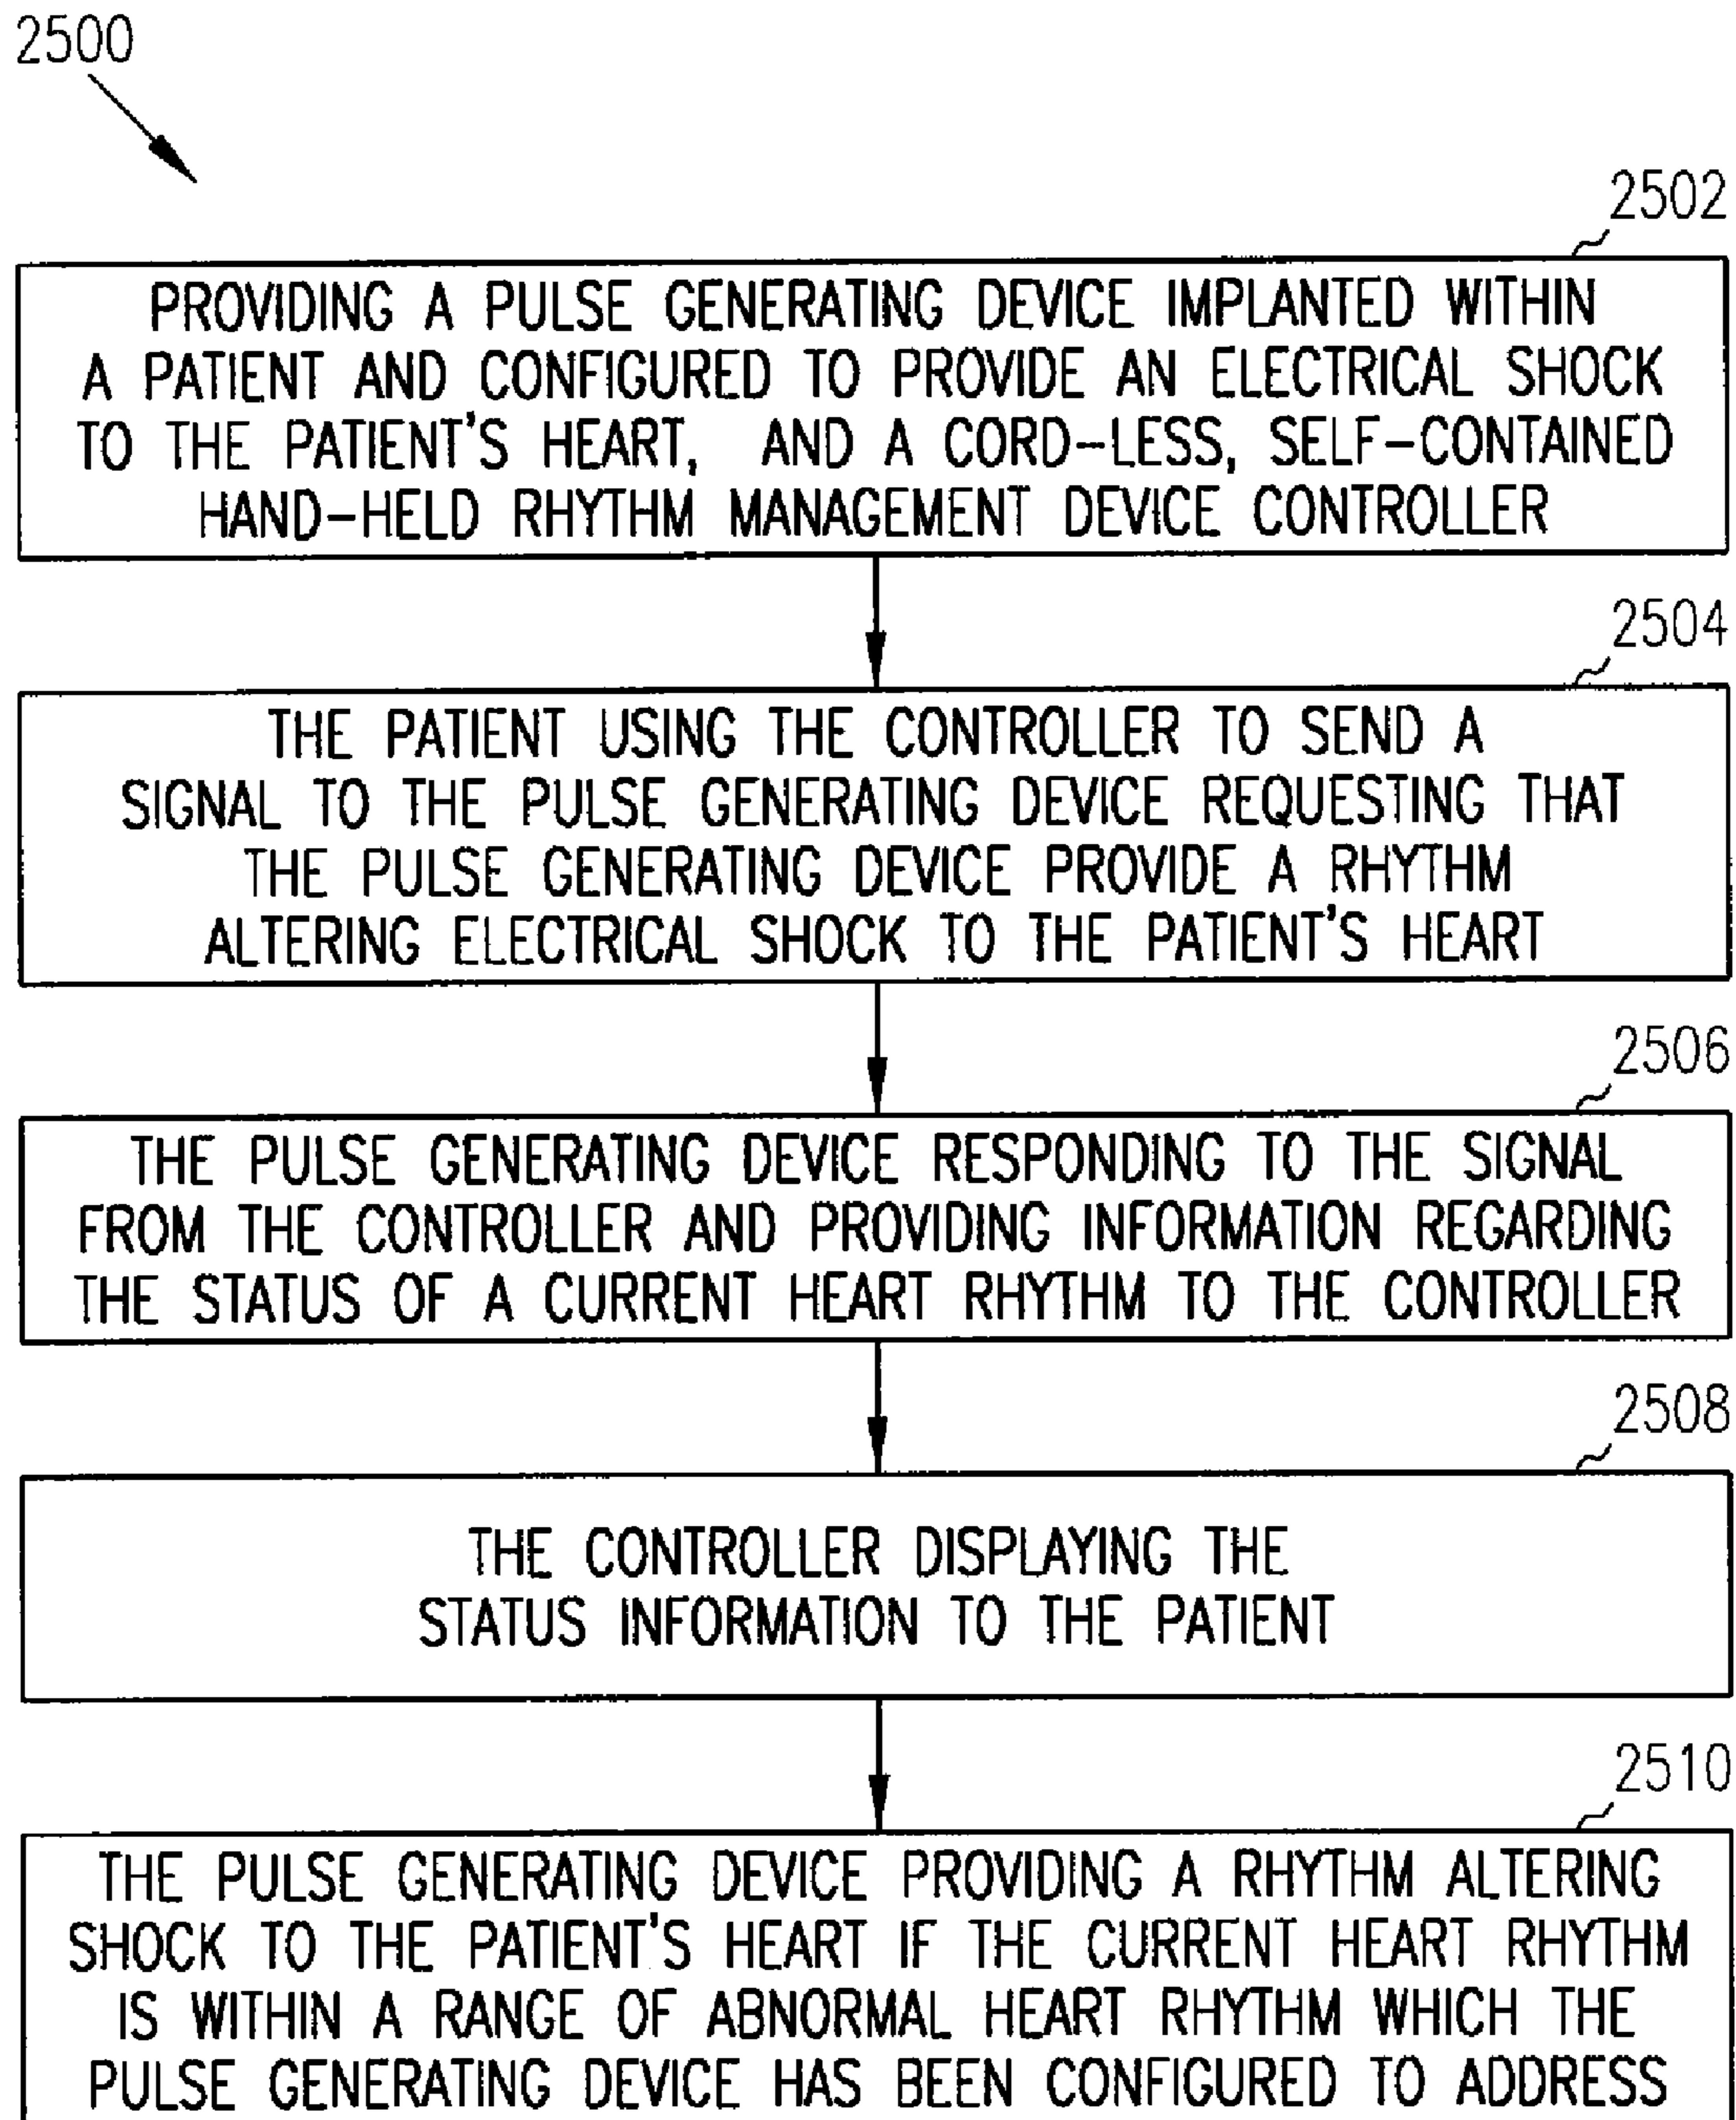 2500
2502
PROVIDING A PULSE GENERATING DEVICE IMPLANTED WITHIN
A PATIENT AND CONFIGURED TO PROVIDE AN ELECTRICAL SHOCK
TO THE PATIENT'S HEART, AND A CORD-LESS, SELF-CONTAINED
HAND-HELD RHYTHM MANAGEMENT DEVICE CONTROLLER
2504
THE PATIENT USING THE CONTROLLER TO SEND A
SIGNAL TO THE PULSE GENERATING DEVICE REQUESTING THAT
THE PULSE GENERATING DEVICE PROVIDE A RHYTHM
ALTERING ELECTRICAL SHOCK TO THE PATIENT'S HEART
2506
THE PULSE GENERATING DEVICE RESPONDING TO THE SIGNAL
FROM THE CONTROLLER AND PROVIDING INFORMATION REGARDING
THE STATUS OF A CURRENT HEART RHYTHM TO THE CONTROLLER
2508
THE CONTROLLER DISPLAYING THE
STATUS INFORMATION TO THE PATIENT
2510
THE PULSE GENERATING DEVICE PROVIDING A RHYTHM ALTERING
SHOCK TO THE PATIENT'S HEART IF THE CURRENT HEART RHYTHM
IS WITHIN A RANGE OF ABNORMAL HEART RHYTHM WHICH THE
PULSE GENERATING DEVICE HAS BEEN CONFIGURED TO ADDRESS